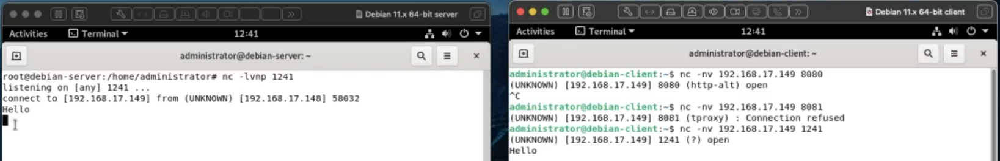 Debian 11.x 64-bit server
Activities Terminal 12:41
administrator@debian-server: ~
root@debian-server:/home/administrator# nc -lvnp 1241
listening on [any] 1241 ...
connect to [192.168.17.149] from (UNKNOWN) [192.168.17.148] 58032
Hello
Debian 11.x 64-bit client
Activities Terminal 12:41
administrator@debian-client: ~
administrator@debian-client:~$ nc -nv 192.168.17.149 8080
(UNKNOWN) [192.168.17.149] 8080 (http-alt) open
^C
administrator@debian-client:~$ nc -nv 192.168.17.149 8081
(UNKNOWN) [192.168.17.149] 8081 (tproxy) : Connection refused
administrator@debian-client:~$ nc -nv 192.168.17.149 1241
(UNKNOWN) [192.168.17.149] 1241 (?) open
Hello